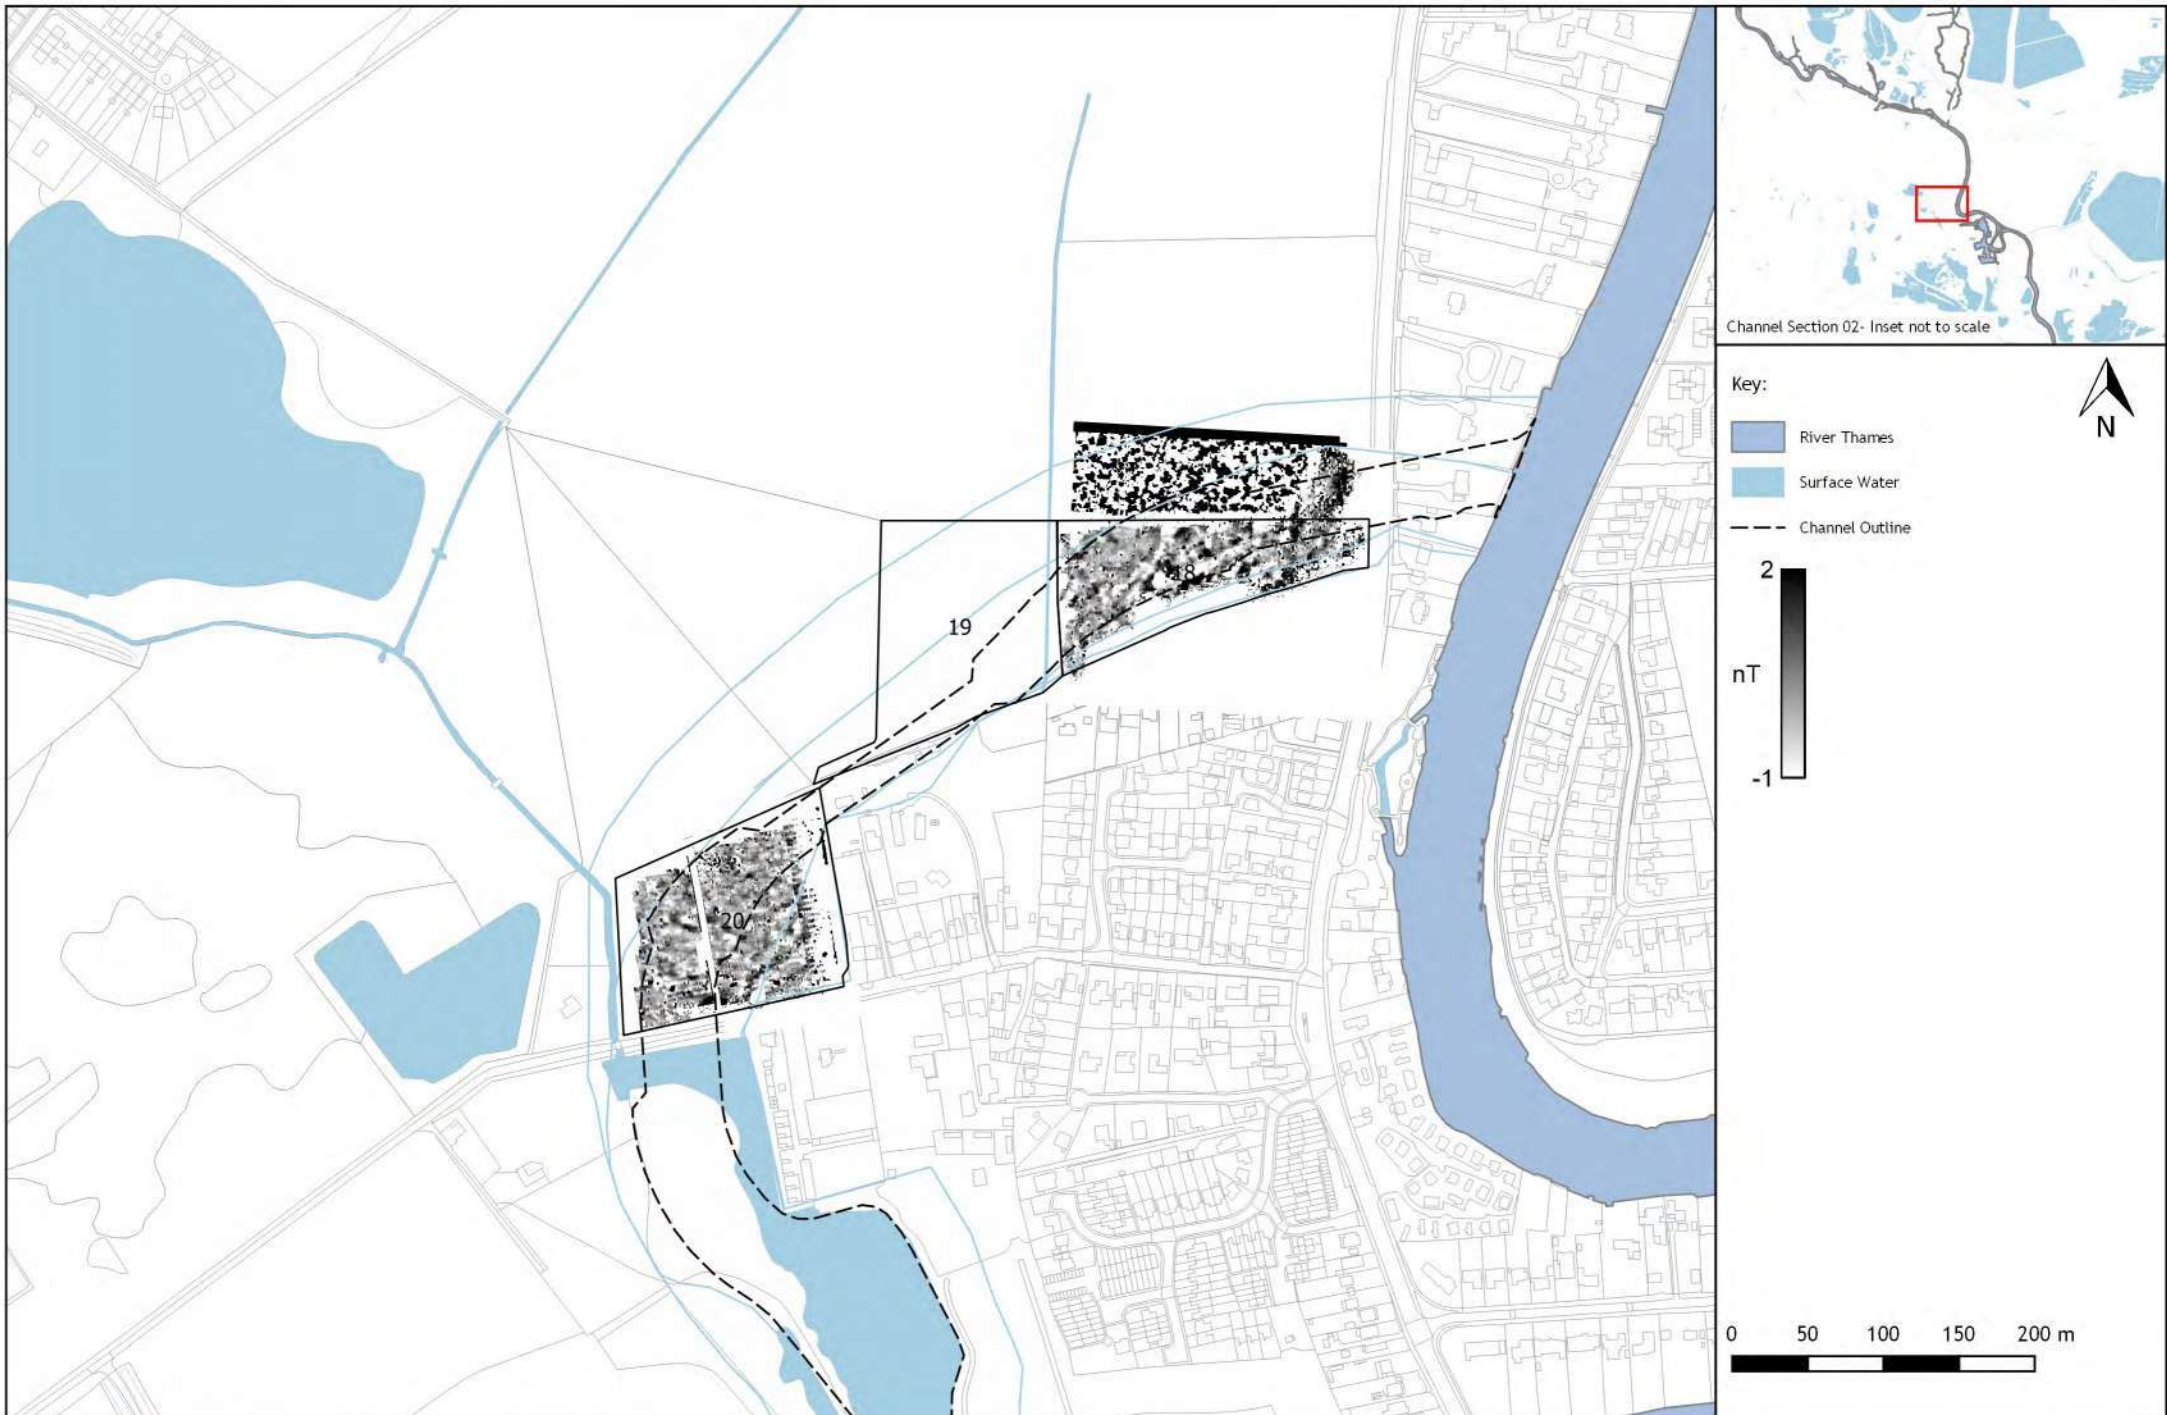 Channel Section 02- Inset not to scale
Key:
N
River Thames
Surface Water
Channel Outline
2
nT
-1
18
19
20
0 50 100 150 200 m